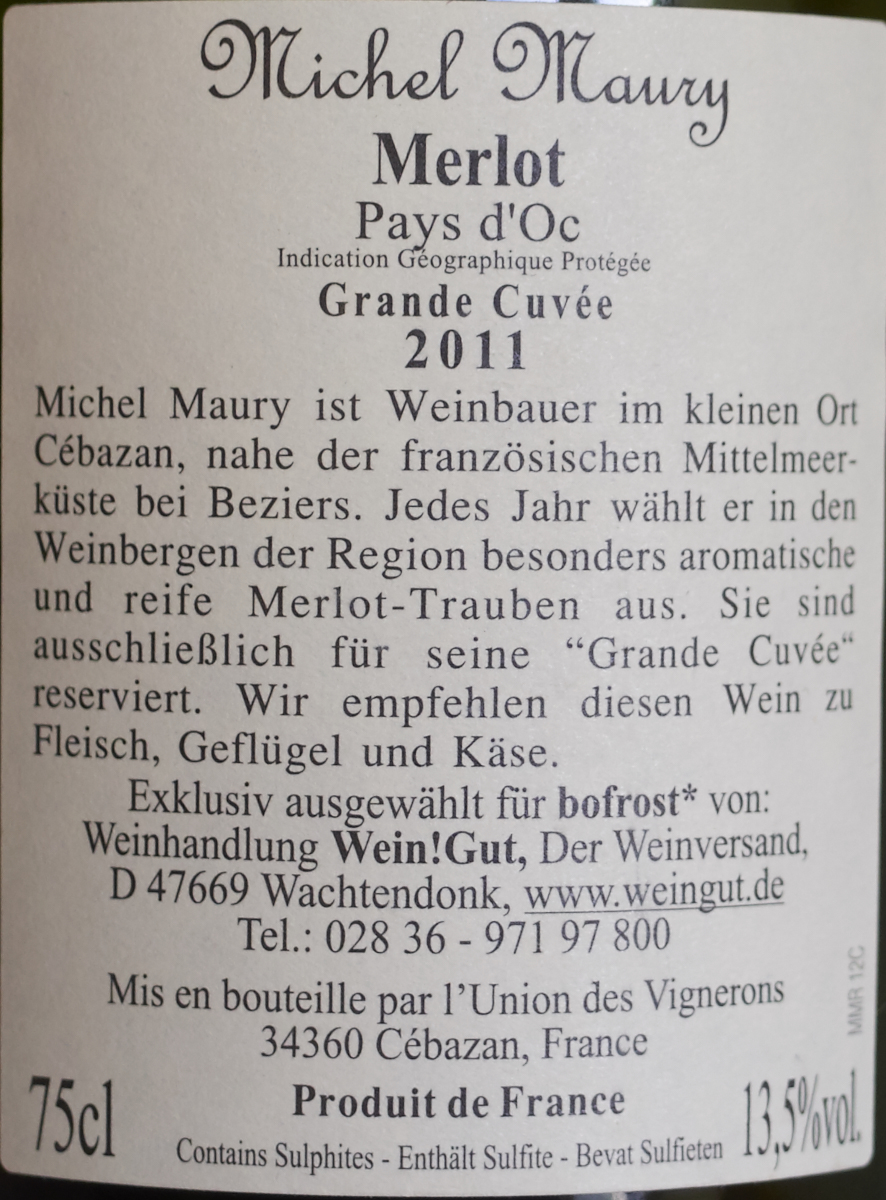 Michel Maury
Merlot
Pays d'Oc
Indication Géographique Protégée
Grande Cuvée
2011
Michel Maury ist Weinbauer im kleinen Ort
Cébazan, nahe der französischen Mittelmeer-
küste bei Beziers. Jedes Jahr wählt er in den
Weinbergen der Region besonders aromatische
und reife Merlot-Trauben aus. Sie sind
ausschließlich für seine “Grande Cuvée“
reserviert. Wir empfehlen diesen Wein zu
Fleisch, Geflügel und Käse.
Exklusiv ausgewählt für bofrost* von:
Weinhandlung Wein!Gut, Der Weinversand,
D 47669 Wachtendonk, www.weingut.de
Tel.: 028 36 - 971 97 800
MMR 12C
Mis en bouteille par l’Union des Vignerons
34360 Cébazan, France
75cl
Produit de France
13,5%vol.
Contains Sulphites - Enthält Sulfite - Bevat Sulfieten